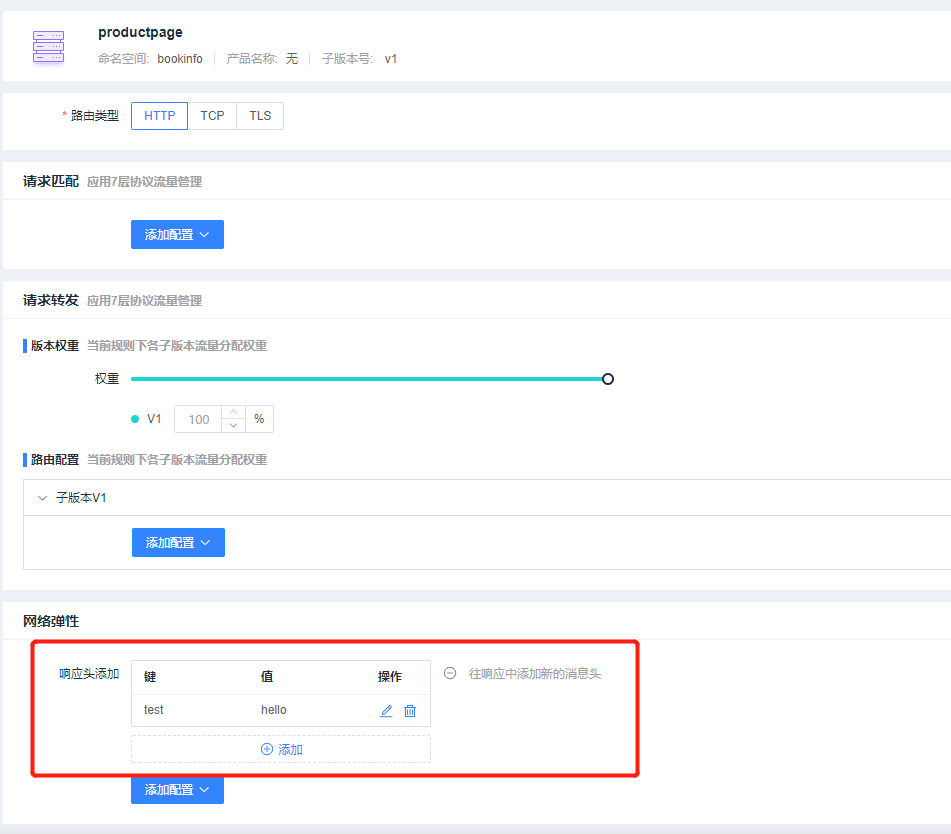 productpage
命名空间: bookinfo 产品名称: 无 子版本号: v1
* 路由类型 HTTP TCP TLS
请求匹配 应用7层协议流量管理
添加配置
请求转发 应用7层协议流量管理
版本权重 当前规则下各子版本流量分配权重
权重
V1 100 %
路由配置 当前规则下各子版本流量分配权重
子版本V1
添加配置
网络弹性
响应头添加 键 值 操作 往响应中添加新的消息头
test hello
添加
添加配置